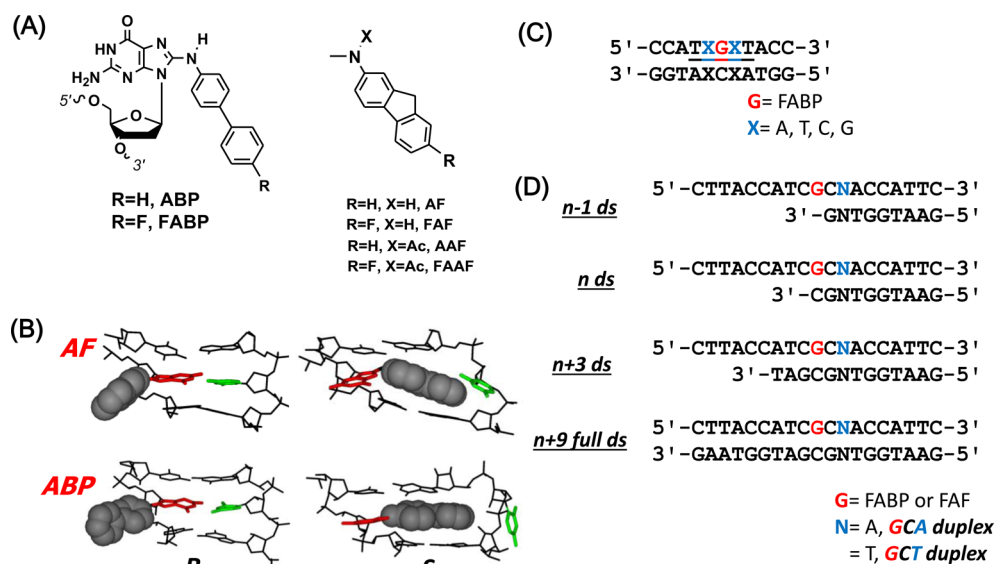 (A)
O
HN
N
N
N
N
H
H₂N
5'
O
O
O
3'
R
R=H, ABP
R=F, FABP
X
N
R
R=H, X=H, AF
R=F, X=H, FAF
R=H, X=Ac, AAF
R=F, X=Ac, FAAF
(B)
AF
ABP
(C)
5'-CCATXGXTACC-3'
GGTAXCXATGG-5'
G= FABP
X= A, T, C, G
(D)
n-1 ds
5'-CTTACCATCGCNACCATTC-3'
3'-GNTGGTAAG-5'
n ds
5'-CTTACCATCGCNACCATTC-3'
3'-CGNTGGTAAG-5'
n+3 ds
5'-CTTACCATCGCNACCATTC-3'
3'-TAGCGNTGGTAAG-5'
n+9 full ds
5'-CTTACCATCGCNACCATTC-3'
3'-GAATGGTAGCGNTGGTAAG-5'
G= FABP or FAF
N= A, GCA duplex
= T, GCT duplex